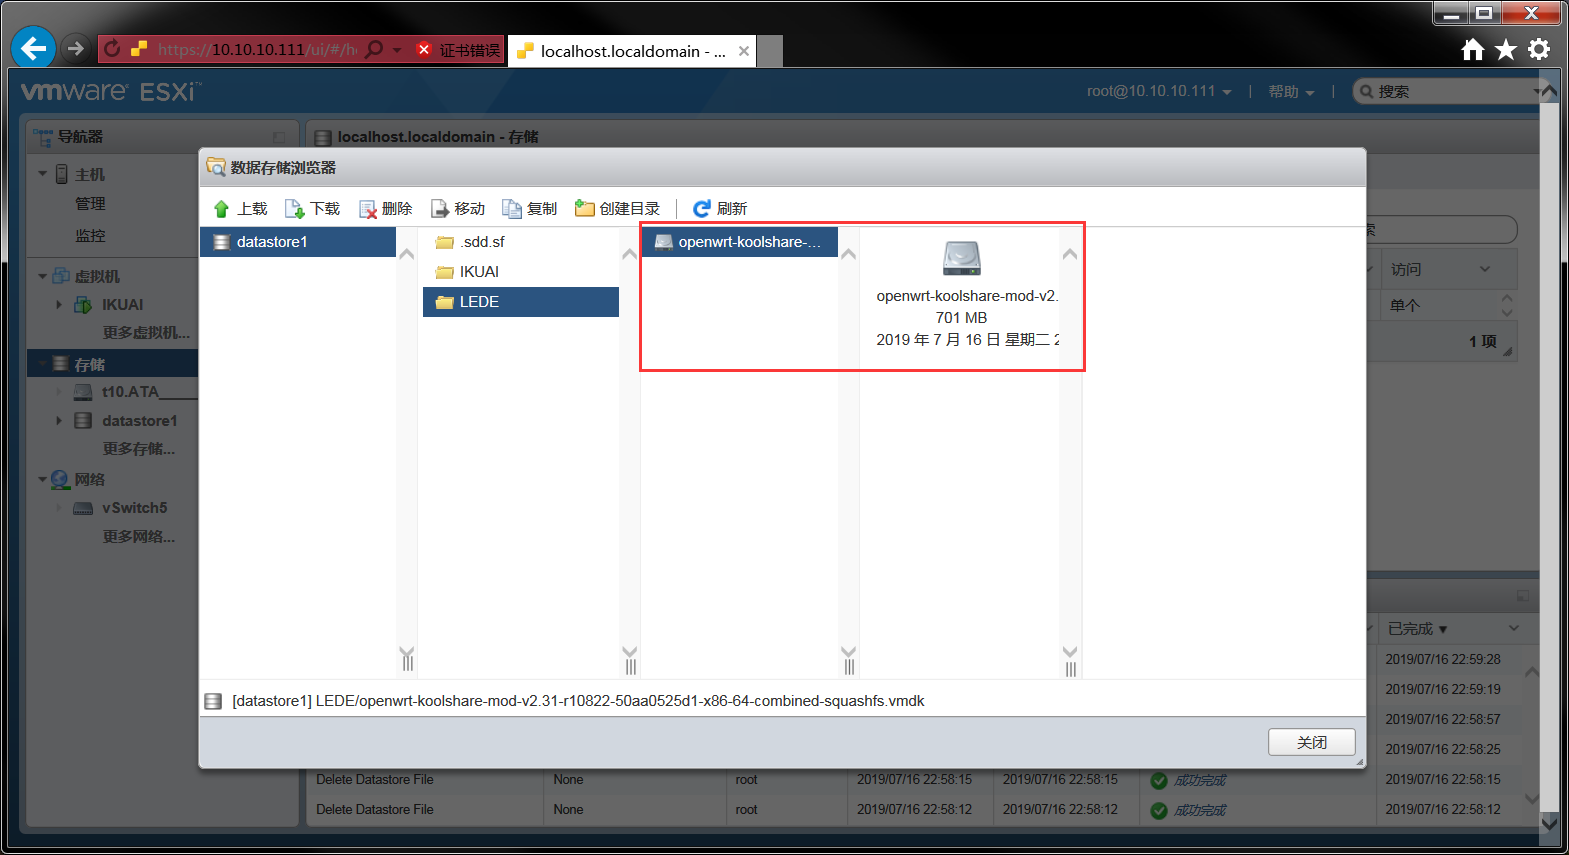 https://10.10.10.111/ui/#/h
证书错误
localhost.localdomain - ...
vmware ESXi™
root@10.10.10.111
帮助
搜索
导航器
localhost.localdomain - 存储
主机
管理
监控
虚拟机
IKUAI
更多虚拟机...
存储
t10.ATA_____
datastore1
更多存储...
网络
vSwitch5
更多网络...
数据存储浏览器
上载
下载
删除
移动
复制
创建目录
刷新
datastore1
.sdd.sf
IKUAI
LEDE
openwrt-koolshare-...
openwrt-koolshare-mod-v2.
701 MB
2019 年 7 月 16 日 星期二 2
索
访问
单个
1 项
[datastore1] LEDE/openwrt-koolshare-mod-v2.31-r10822-50aa0525d1-x86-64-combined-squashfs.vmdk
关闭
已完成 ▼
2019/07/16 22:59:28
2019/07/16 22:59:19
2019/07/16 22:58:57
2019/07/16 22:58:25
Delete Datastore File None root 2019/07/16 22:58:15 2019/07/16 22:58:15 成功完成 2019/07/16 22:58:15
Delete Datastore File None root 2019/07/16 22:58:12 2019/07/16 22:58:12 成功完成 2019/07/16 22:58:12